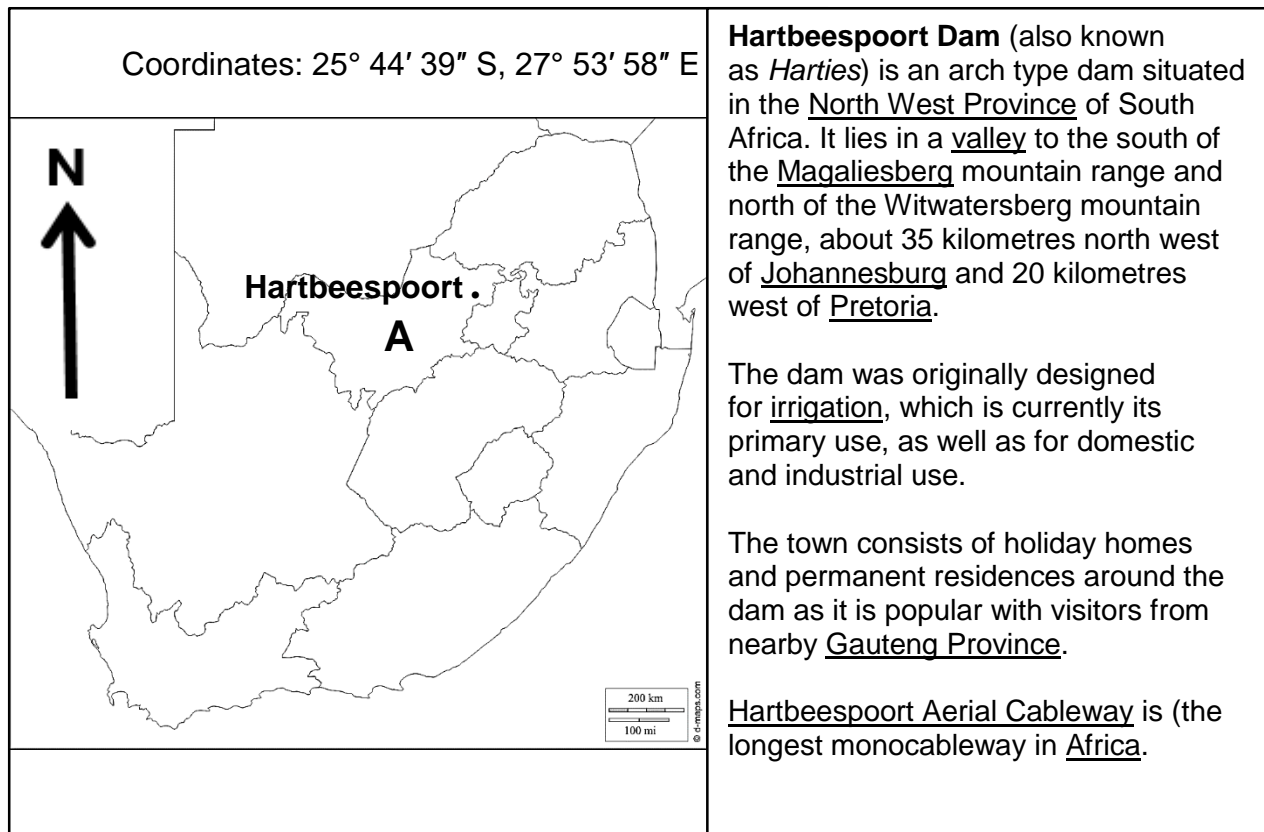 Coordinates: 25° 44′ 39″ S, 27° 53′ 58″ E
N
Hartbeespoort .
A
200 km
100 mi
© d-maps.com
Hartbeespoort Dam (also known
as Harties) is an arch type dam situated
in the North West Province of South
Africa. It lies in a valley to the south of
the Magaliesberg mountain range and
north of the Witwatersberg mountain
range, about 35 kilometres north west
of Johannesburg and 20 kilometres
west of Pretoria.
The dam was originally designed
for irrigation, which is currently its
primary use, as well as for domestic
and industrial use.
The town consists of holiday homes
and permanent residences around the
dam as it is popular with visitors from
nearby Gauteng Province.
Hartbeespoort Aerial Cableway is (the
longest monocableway in Africa.